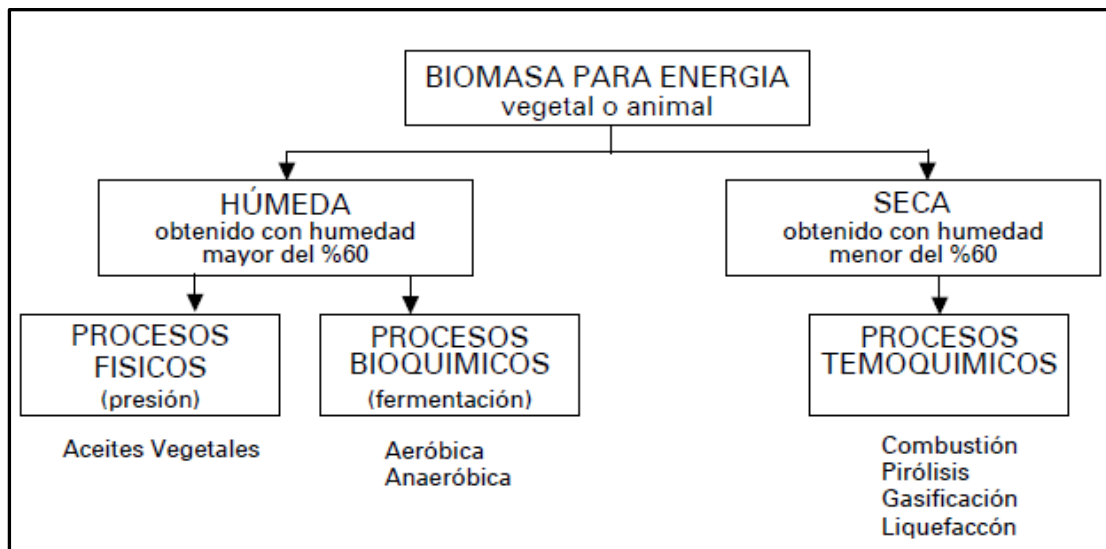 BIOMASA PARA ENERGIA
vegetal o animal
HÚMEDA
obtenido con humedad
mayor del %60
SECA
obtenido con humedad
menor del %60
PROCESOS
FISICOS
(presión)
PROCESOS
BIOQUIMICOS
(fermentación)
PROCESOS
TEMOQUIMICOS
Aceites Vegetales
Aeróbica
Anaeróbica
Combustión
Pirólisis
Gasificación
Liquefaccón